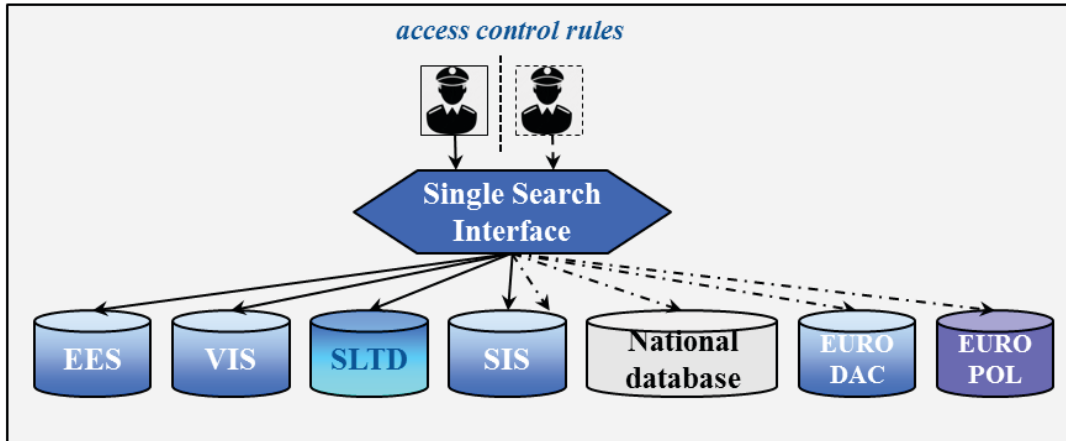 access control rules
Single Search
Interface
EES
VIS
SLTD
SIS
National
database
EURO
DAC
EURO
POL